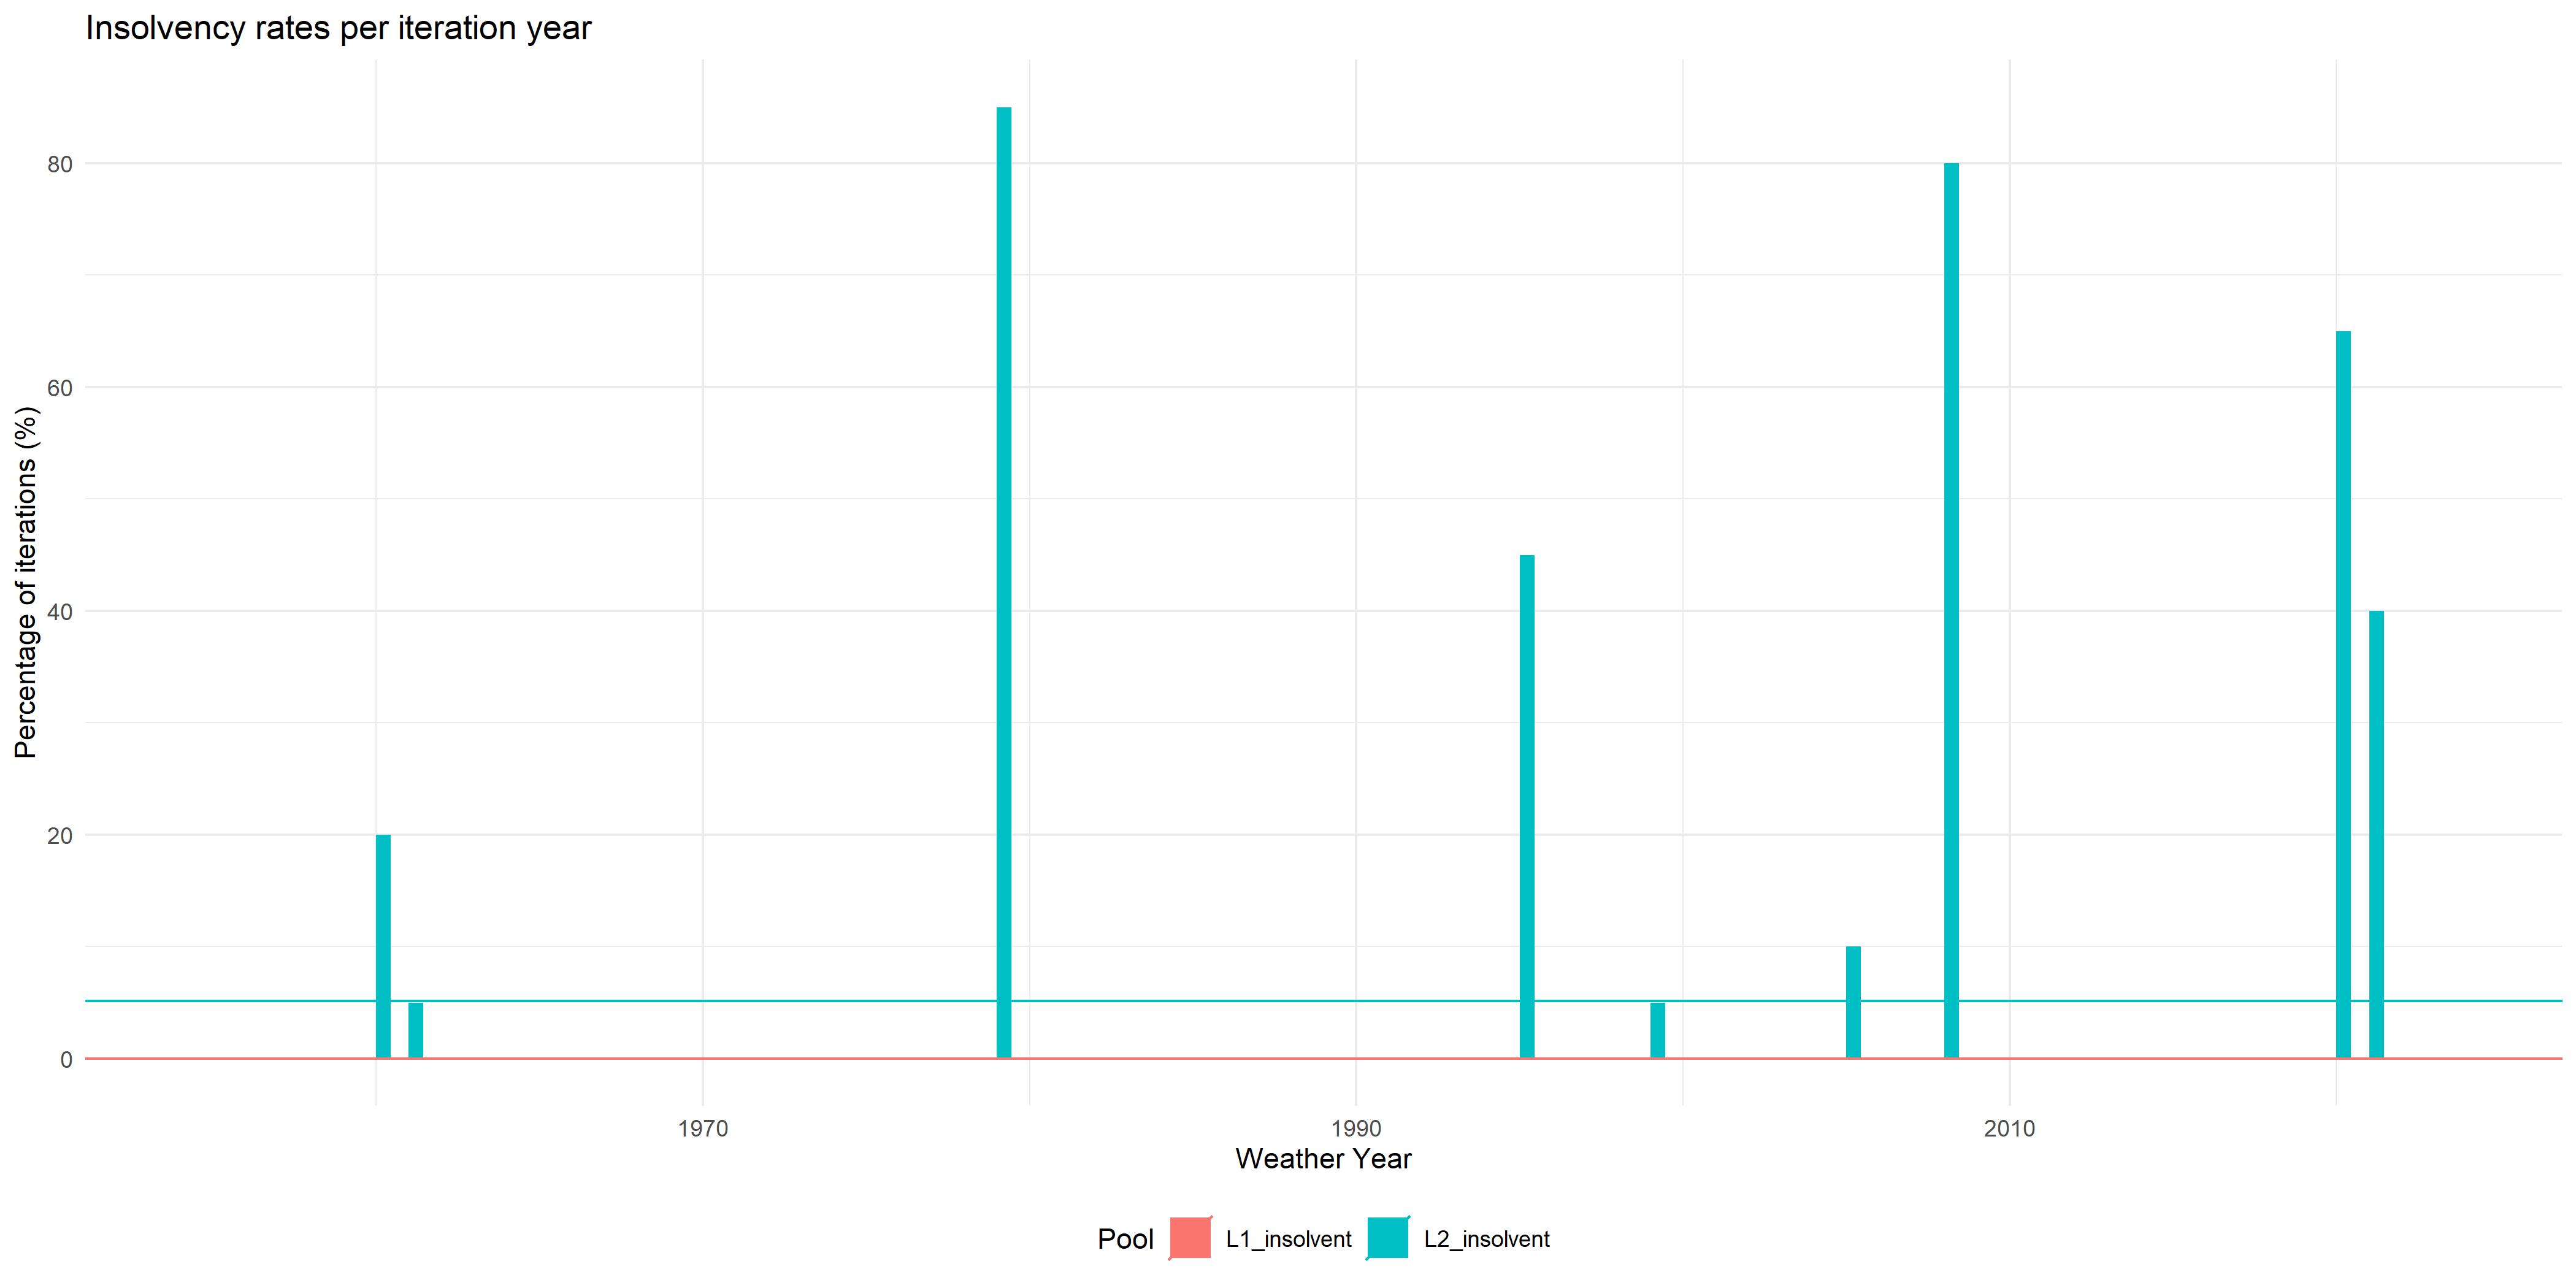 Insolvency rates per iteration year
Percentage of iterations (%)
80
60
40
20
0
1970
1990
2010
Weather Year
Pool
L1_insolvent
L2_insolvent